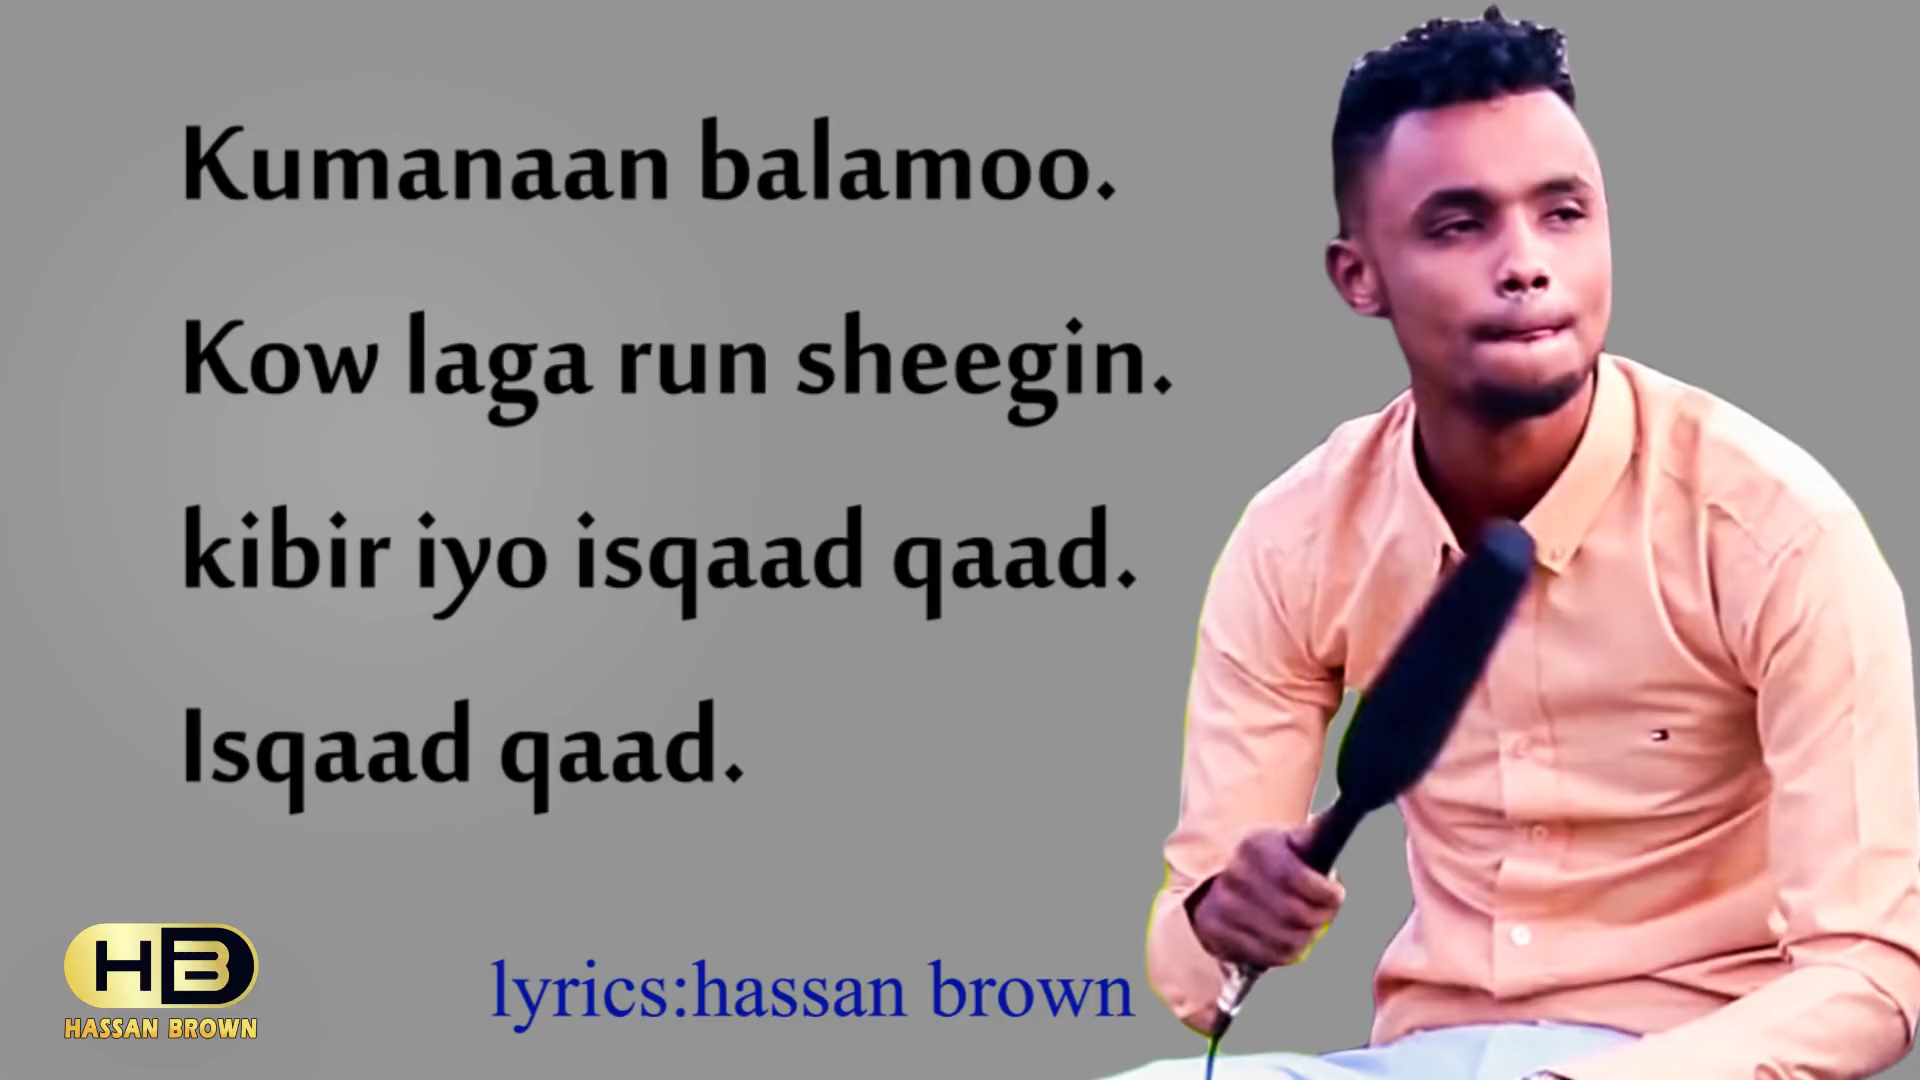 Kumanaan balamoo.
Kow laga run sheegin.
kibir iyo isqaad qaad.
Isqaad qaad.
HB
HASSAN BROWN
lyrics:hassan brown